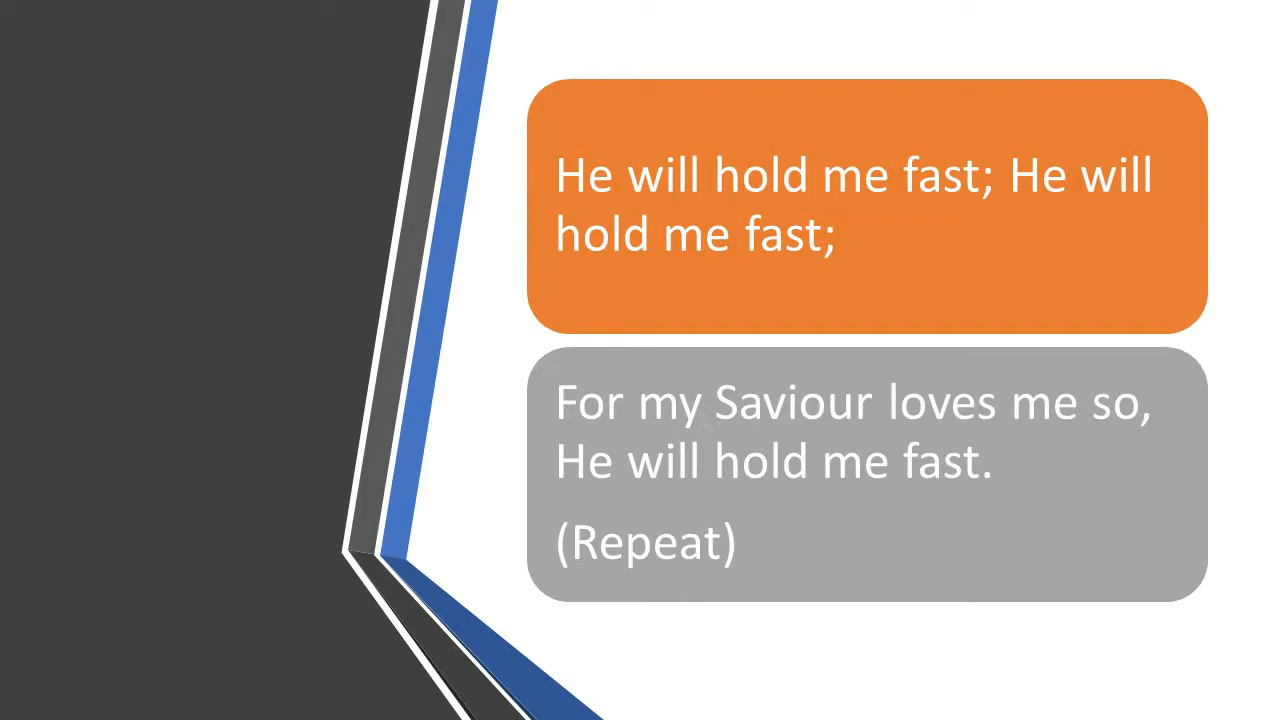 He will hold me fast; He will
hold me fast;
For my Saviour loves me so,
He will hold me fast.
(Repeat)